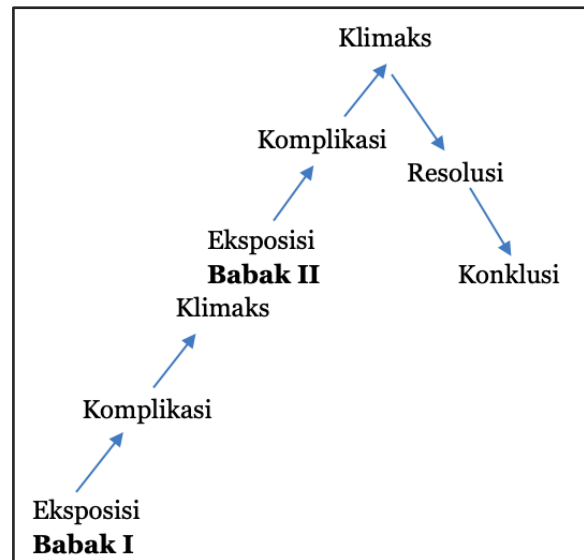 Klimaks
Komplikasi
Resolusi
Eksposisi
Babak II
Konklusi
Klimaks
Komplikasi
Eksposisi
Babak I